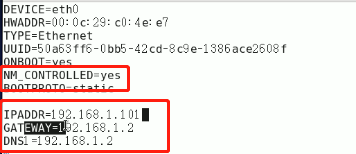 DEVICE=eth0
HWADDR=00:0c:29:c0:4e:e7
TYPE=Ethernet
UUID=50a63ff6-0bb5-42cd-8c9e-1386ace2608f
ONBOOT=yes
NM_CONTROLLED=yes
BOOTPROTO=static
IPADDR=192.168.1.101
GATEWAY=192.168.1.2
DNS1=192.168.1.2